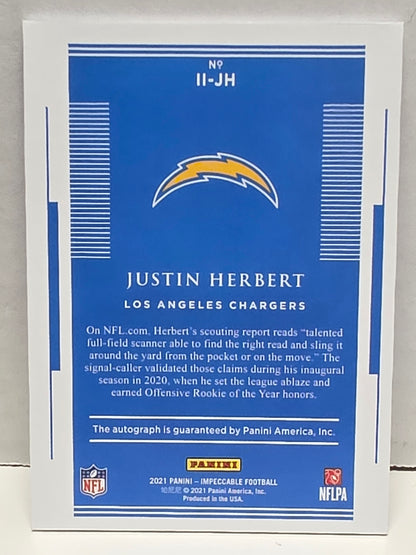 Nº
II-JH
JUSTIN HERBERT
LOS ANGELES CHARGERS
On NFL.com, Herbert's scouting report reads "talented
full-field scanner able to find the right read and sling it
around the yard from the pocket or on the move." The
signal-caller validated those claims during his inaugural
season in 2020, when he set the league ablaze and
earned Offensive Rookie of the Year honors.
The autograph is guaranteed by Panini America, Inc.
PANINI
2021 PANINI – IMPECCABLE FOOTBALL
帕尼尼 © 2021 Panini America, Inc.
Produced in the USA.
NFL
NFLPA